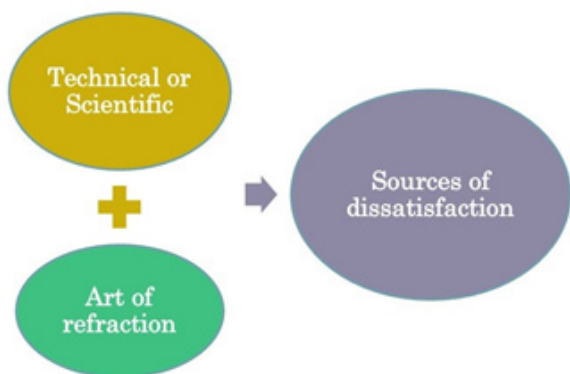 Technical or
Scientific
Art of
refraction
Sources of
dissatisfaction